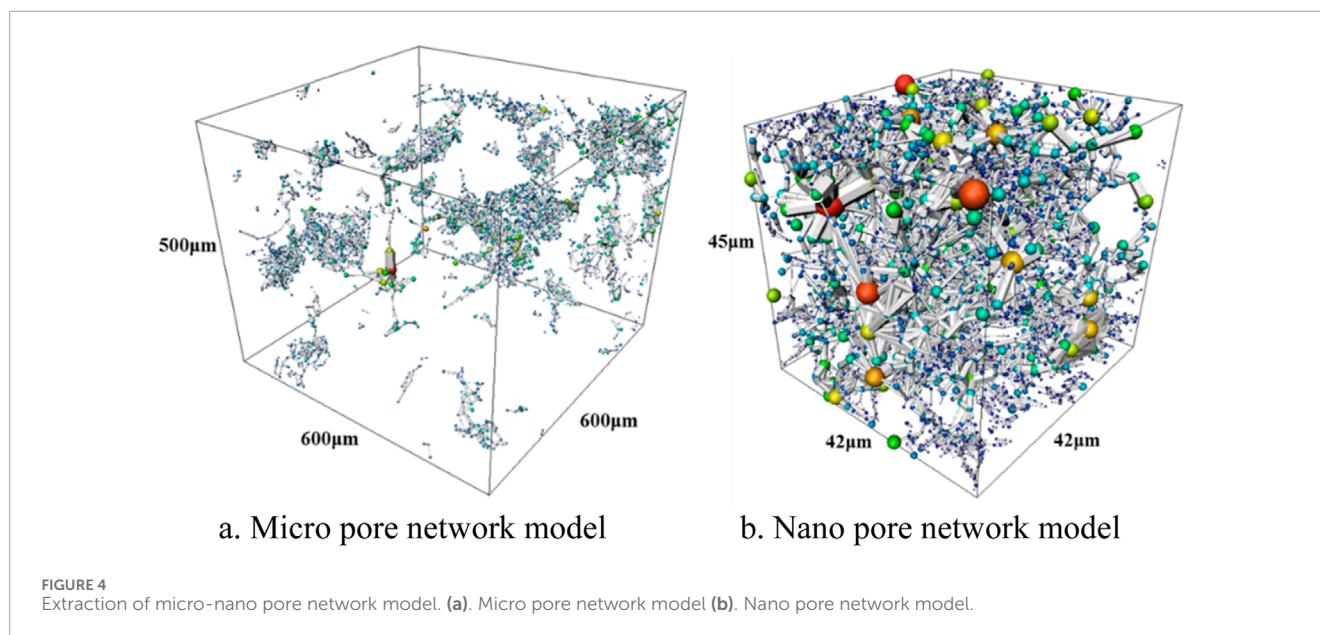 500μm
600μm
600μm
45μm
42μm
42μm
a. Micro pore network model
b. Nano pore network model
FIGURE 4
Extraction of micro-nano pore network model. (a). Micro pore network model (b). Nano pore network model.